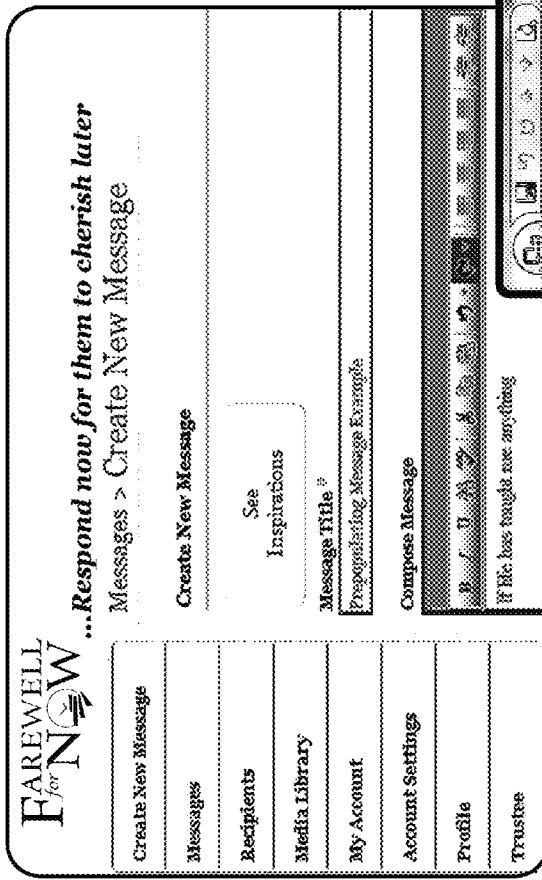 FAREWELL
for NOW
...Respond now for them to cherish later
Messages > Create New Message
Create New Message
Messages
Recipients
Media Library
My Account
Account Settings
Profile
Trustee
Create New Message
See
Inspirations
Message Title *
Prepopulating Message Example
Compose Message
B I U
If life has taught me anything